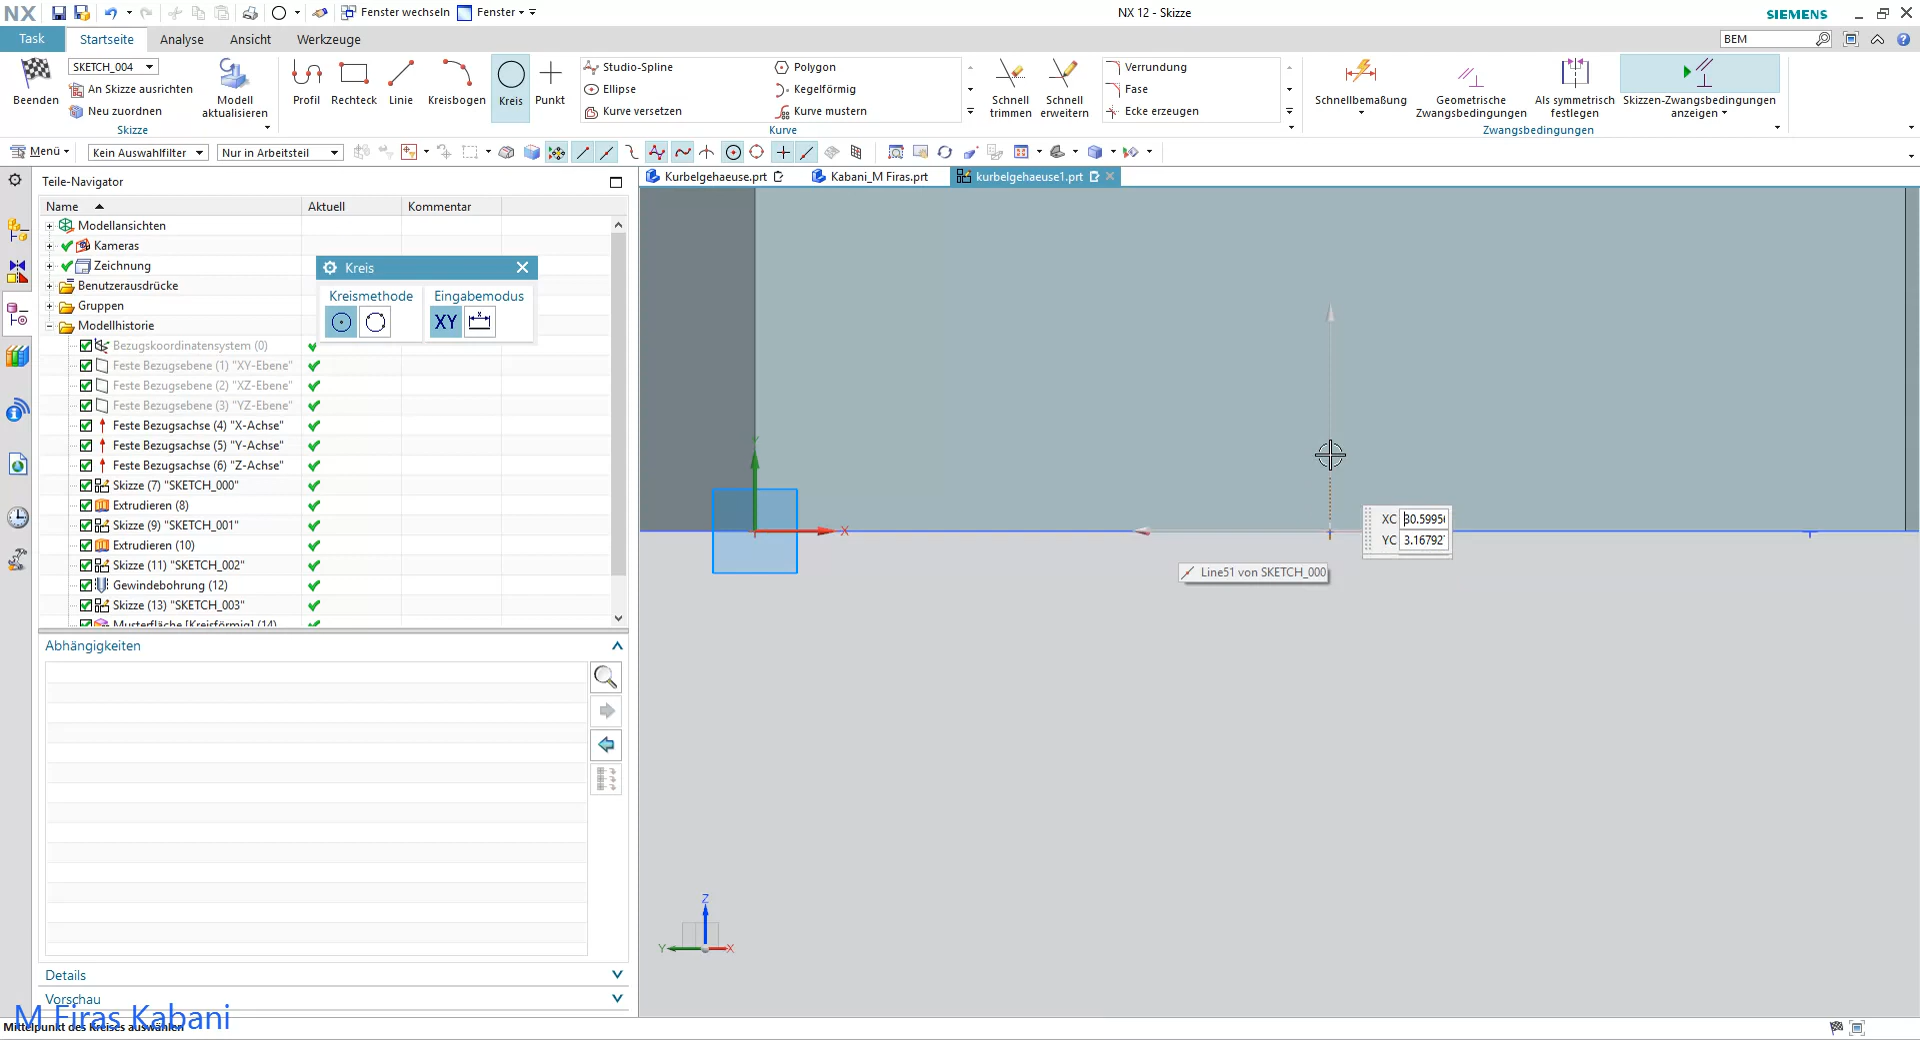 NX
Fenster wechseln
Fenster
NX 12 - Skizze
SIEMENS
Task
Startseite
Analyse
Ansicht
Werkzeuge
BEM
Beenden
SKETCH_004
An Skizze ausrichten
Neu zuordnen
Skizze
Modell
aktualisieren
Profil
Rechteck
Linie
Kreisbogen
Kreis
Punkt
Studio-Spline
Ellipse
Kurve versetzen
Polygon
Kegelförmig
Kurve mustern
Kurve
Schnell
trimmen
Schnell
erweitern
Verrundung
Fase
Ecke erzeugen
Schnellbemaßung
Geometrische
Zwangsbedingungen
Als symmetrisch
festlegen
Skizzen-Zwangsbedingungen
anzeigen
Zwangsbedingungen
Menü
Kein Auswahlfilter
Nur in Arbeitsteil
Teile-Navigator
Kurbelgehaeuse.prt
Kabani_M Firas.prt
kurbelgehaeuse1.prt
Name
Aktuell
Kommentar
Modellansichten
Kameras
Zeichnung
Benutzerausdrücke
Gruppen
Modellhistorie
Bezugskoordinatensystem (0)
Feste Bezugsebene (1) "XY-Ebene"
Feste Bezugsebene (2) "XZ-Ebene"
Feste Bezugsebene (3) "YZ-Ebene"
Feste Bezugsachse (4) "X-Achse"
Feste Bezugsachse (5) "Y-Achse"
Feste Bezugsachse (6) "Z-Achse"
Skizze (7) "SKETCH_000"
Extrudieren (8)
Skizze (9) "SKETCH_001"
Extrudieren (10)
Skizze (11) "SKETCH_002"
Gewindebohrung (12)
Skizze (13) "SKETCH_003"
Musterfläche [Kreisförmig] (14)
Kreis
Kreismethode
Eingabemodus
XY
Y
X
XC 30.5995
YC 3.16792
Line51 von SKETCH_000
Abhängigkeiten
Z
Y
X
Details
Vorschau
M Firas Kabani
Mittelpunkt des Kreises auswählen